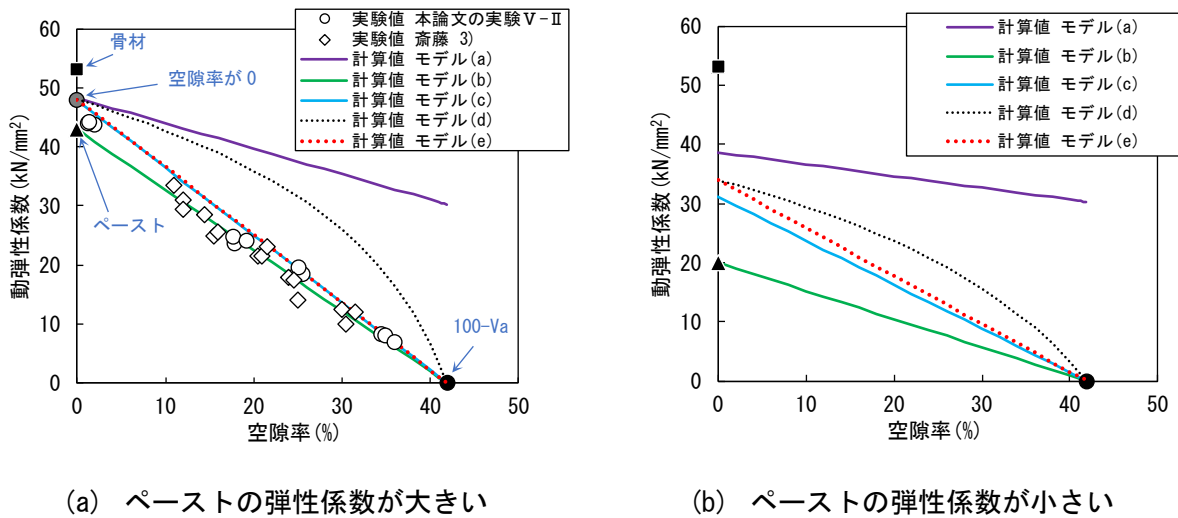 実験値 本論文の実験Ⅴ-Ⅱ
実験値 斎藤 3)
計算値 モデル(a)
計算値 モデル(b)
計算値 モデル(c)
計算値 モデル(d)
計算値 モデル(e)
動弾性係数(kN/mm²)
60
50
40
30
20
10
0
骨材
空隙率が0
ペースト
100-Va
0
10
20
30
40
50
空隙率(%)
(a) ペーストの弾性係数が大きい
計算値 モデル(a)
計算値 モデル(b)
計算値 モデル(c)
計算値 モデル(d)
計算値 モデル(e)
動弾性係数(kN/mm²)
60
50
40
30
20
10
0
0
10
20
30
40
50
空隙率(%)
(b) ペーストの弾性係数が小さい